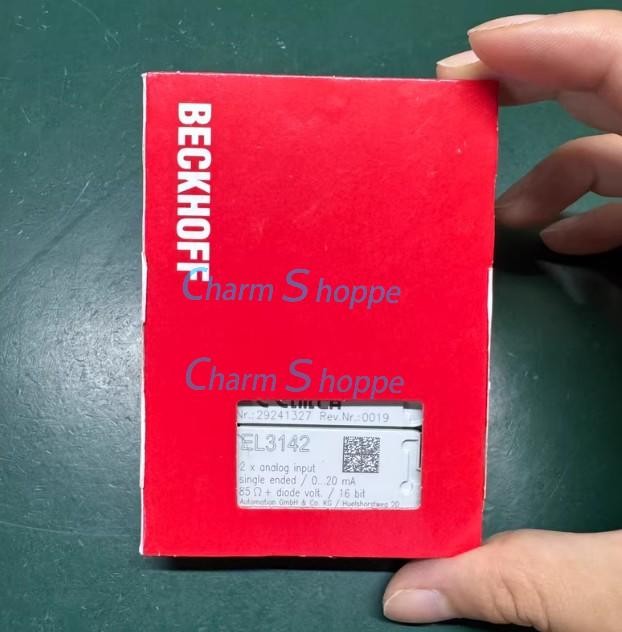 BECKHOFF
Charm Shoppe
Charm Shoppe
Nr.: 29241327 Rev.Nr.:0019
EL3142
2 x analog input
single ended / 0...20 mA
85 Ω + diode volt. / 16 bit
Automation GmbH & Co. KG / Huelshorstweg 20